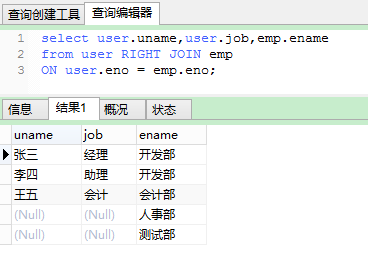 查询创建工具 查询编辑器
1 select user.uname,user.job,emp.ename
2 from user RIGHT JOIN emp
3 ON user.eno = emp.eno;
信息 结果1 概况 状态
uname job ename
张三 经理 开发部
李四 助理 开发部
王五 会计 会计部
(Null) (Null) 人事部
(Null) (Null) 测试部